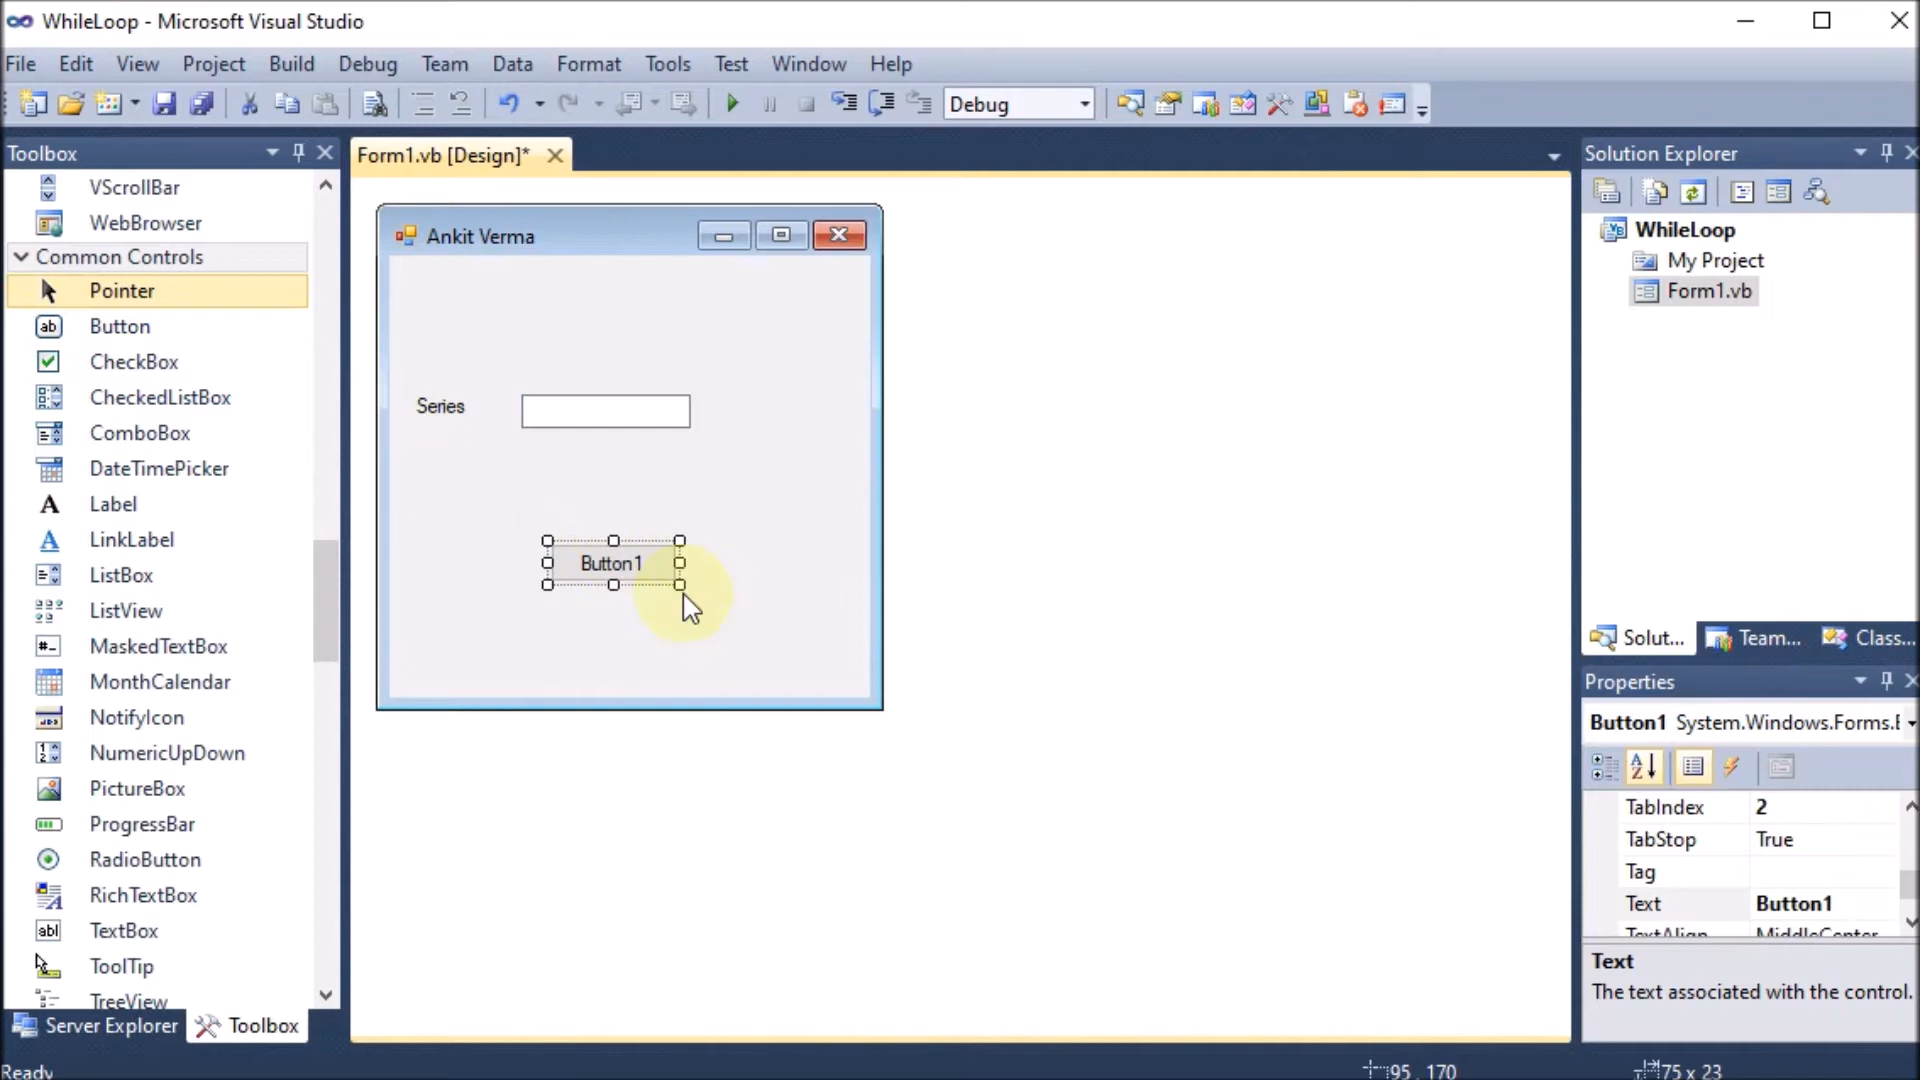 WhileLoop - Microsoft Visual Studio
File Edit View Project Build Debug Team Data Format Tools Test Window Help
Debug
Toolbox
VScrollBar
WebBrowser
Common Controls
Pointer
Button
CheckBox
CheckedListBox
ComboBox
DateTimePicker
Label
LinkLabel
ListBox
ListView
MaskedTextBox
MonthCalendar
NotifyIcon
NumericUpDown
PictureBox
ProgressBar
RadioButton
RichTextBox
TextBox
ToolTip
TreeView
Server Explorer Toolbox
Form1.vb [Design]*
Ankit Verma
Series
Button1
Solution Explorer
WhileLoop
My Project
Form1.vb
Solut... Team... Class...
Properties
Button1 System.Windows.Forms.
TabIndex 2
TabStop True
Tag
Text Button1
TextAlign MiddleCenter
Text
The text associated with the control.
Ready 95 , 170 75 x 23